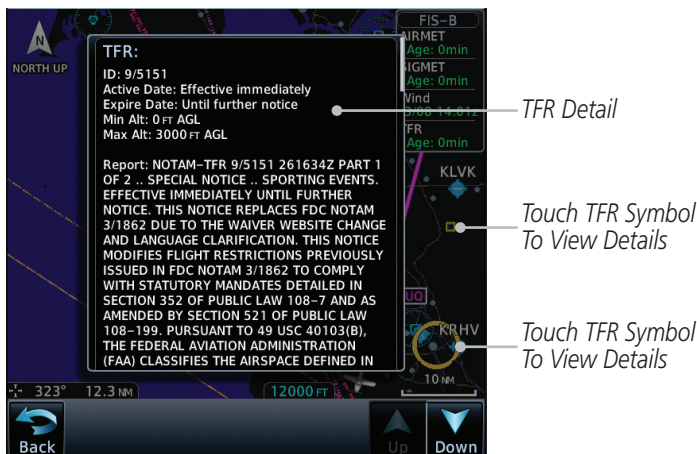 N
NORTH UP
TFR:
ID: 9/5151
Active Date: Effective immediately
Expire Date: Until further notice
Min Alt: 0 FT AGL
Max Alt: 3000 FT AGL
Report: NOTAM-TFR 9/5151 261634Z PART 1
OF 2 .. SPECIAL NOTICE .. SPORTING EVENTS.
EFFECTIVE IMMEDIATELY UNTIL FURTHER
NOTICE. THIS NOTICE REPLACES FDC NOTAM
3/1862 DUE TO THE WAIVER WEBSITE CHANGE
AND LANGUAGE CLARIFICATION. THIS NOTICE
MODIFIES FLIGHT RESTRICTIONS PREVIOUSLY
ISSUED IN FDC NOTAM 3/1862 TO COMPLY
WITH STATUTORY MANDATES DETAILED IN
SECTION 352 OF PUBLIC LAW 108-7 AND AS
AMENDED BY SECTION 521 OF PUBLIC LAW
108-199. PURSUANT TO 49 USC 40103(B),
THE FEDERAL AVIATION ADMINISTRATION
(FAA) CLASSIFIES THE AIRSPACE DEFINED IN
FIS-B
AIRMET
Age: 0min
SIGMET
Age: 0min
Wind
Age: 0min
KLVK
UQ
KRHV
10 NM
323°
12.3 NM
12000 FT
Back
Up
Down
TFR Detail
Touch TFR Symbol
To View Details
Touch TFR Symbol
To View Details